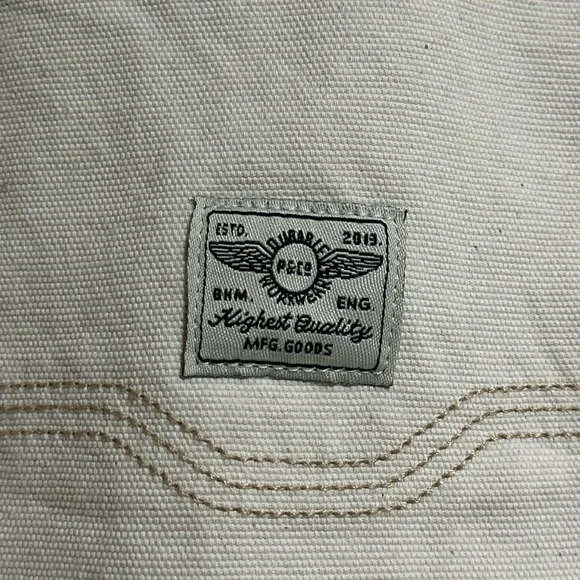 ESTD. 2013.
DURABLE
P&Co
WORKWEAR
BHM. ENG
Highest Quality
MFG. GOODS